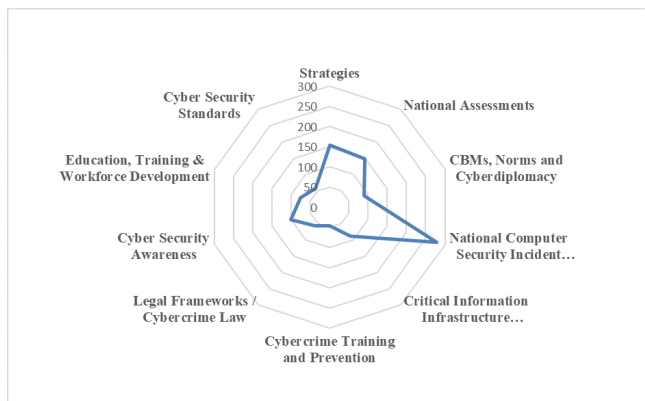 Strategies
300
250
200
150
100
50
0
National Assessments
CBMs, Norms and
Cyberdiplomacy
National Computer
Security Incident…
Critical Information
Infrastructure…
Cybercrime Training
and Prevention
Legal Frameworks /
Cybercrime Law
Cyber Security
Awareness
Education, Training &
Workforce Development
Cyber Security
Standards